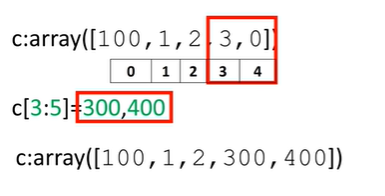 c:array([100,1,2,3,0])
0 1 2 3 4
c[3:5]=300,400
c:array([100,1,2,300,400])